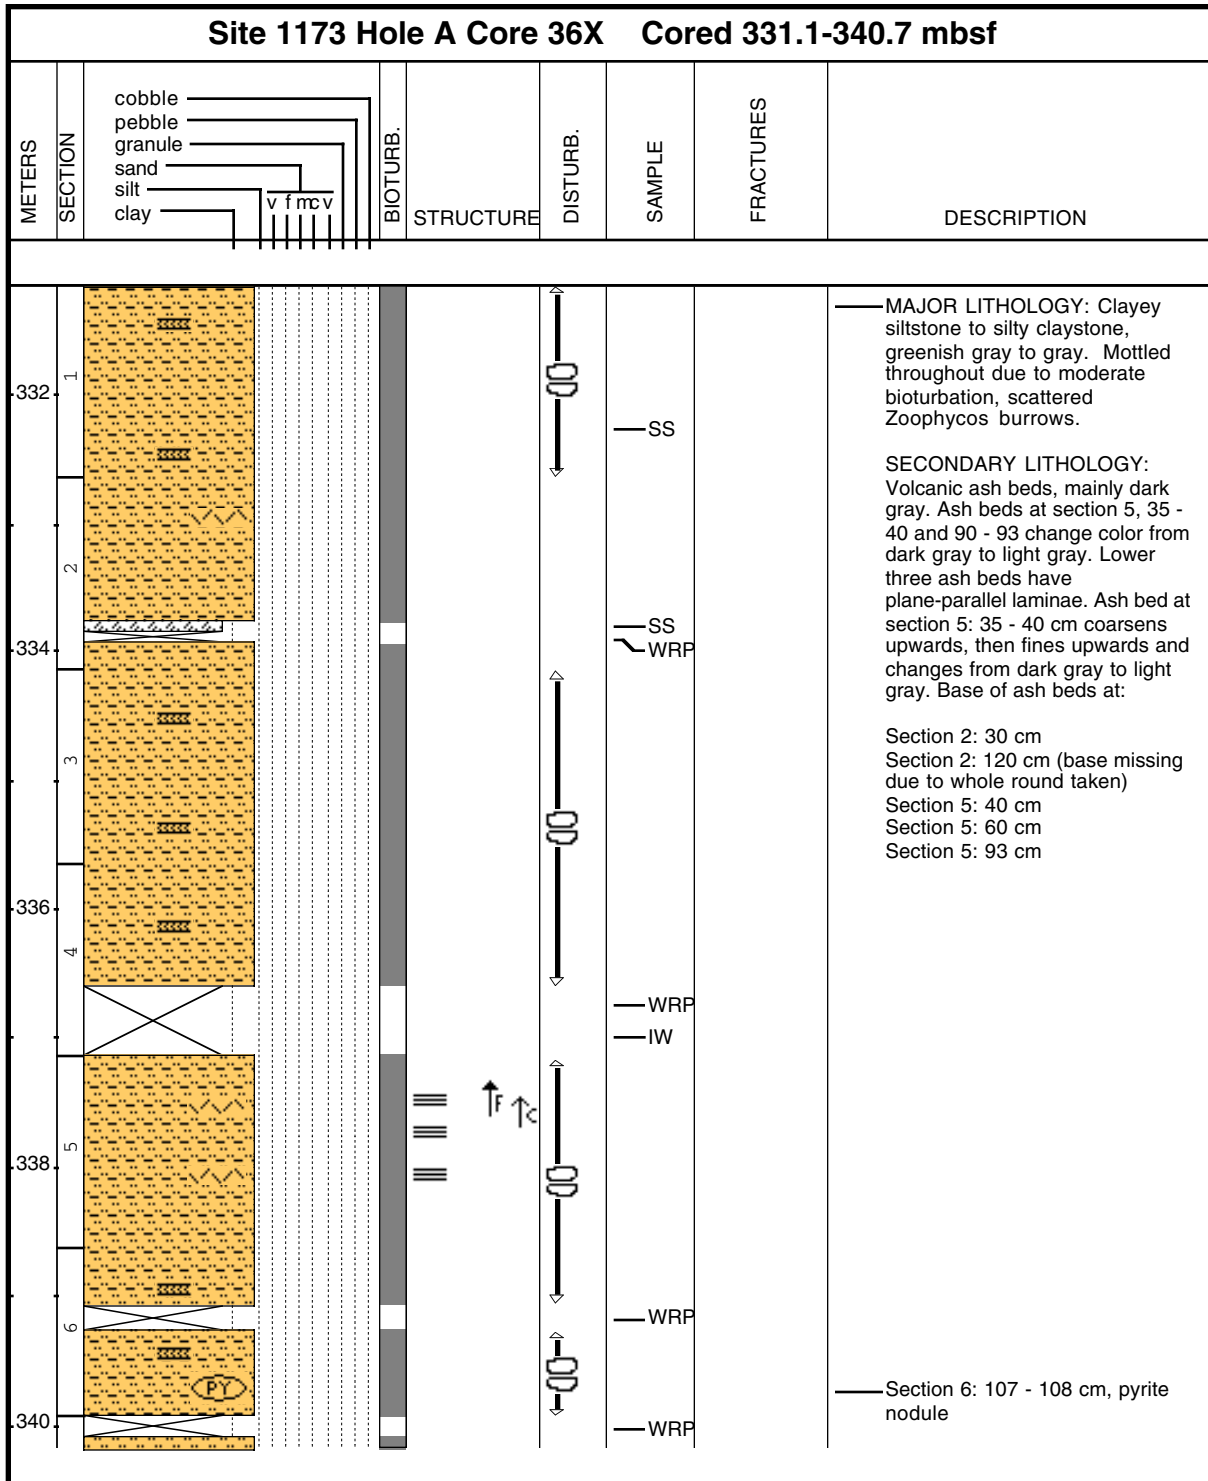 Site 1173 Hole A Core 36X    Cored 331.1-340.7 mbsf
METERS
SECTION
cobble
pebble
granule
sand
silt
clay
v f m c v
BIOTURB.
STRUCTURE
DISTURB.
SAMPLE
FRACTURES
DESCRIPTION
MAJOR LITHOLOGY: Clayey
siltstone to silty claystone,
greenish gray to gray.  Mottled
throughout due to moderate
bioturbation, scattered
Zoophycos burrows.
SECONDARY LITHOLOGY:
Volcanic ash beds, mainly dark
gray. Ash beds at section 5, 35 -
40 and 90 - 93 change color from
dark gray to light gray. Lower
three ash beds have
plane-parallel laminae. Ash bed at
section 5: 35 - 40 cm coarsens
upwards, then fines upwards and
changes from dark gray to light
gray. Base of ash beds at:
Section 2: 30 cm
Section 2: 120 cm (base missing
due to whole round taken)
Section 5: 40 cm
Section 5: 60 cm
Section 5: 93 cm
1
332
SS
2
SS
334
WRP
3
336
4
WRP
IW
F
C
5
338
6
WRP
PY
Section 6: 107 - 108 cm, pyrite
nodule
340
WRP